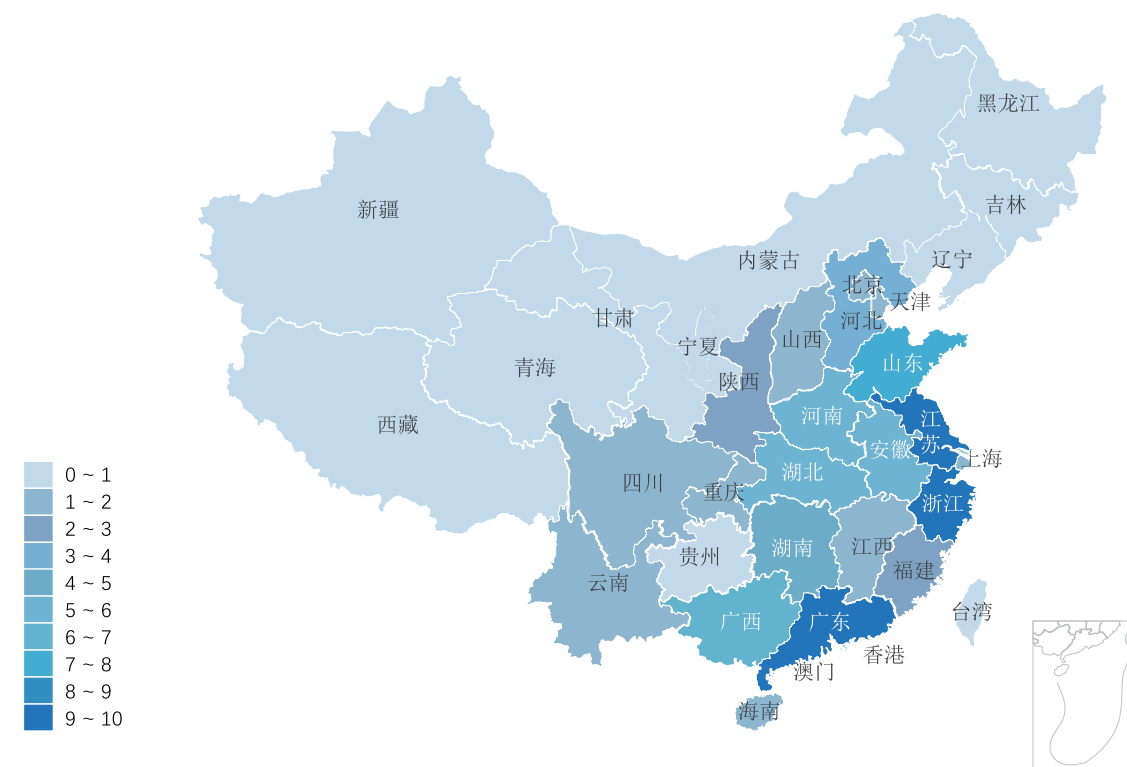 黑龙江
吉林
新疆
辽宁
内蒙古
北京
天津
甘肃
河北
宁夏
山西
青海
山东
陕西
西藏
河南
江
苏
安徽
上海
湖北
四川
重庆
浙江
湖南
江西
贵州
福建
云南
台湾
广西
广东
香港
澳门
海南
0 ~ 1
1 ~ 2
2 ~ 3
3 ~ 4
4 ~ 5
5 ~ 6
6 ~ 7
7 ~ 8
8 ~ 9
9 ~ 10